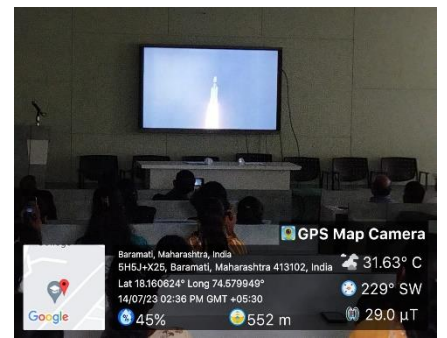 GPS Map Camera
Baramati, Maharashtra, India
5H5J+X25, Baramati, Maharashtra 413102, India
Lat 18.160624° Long 74.579949°
14/07/23 02:36 PM GMT +05:30
31.63° C
229° SW
45%
552 m
29.0 µT
Google